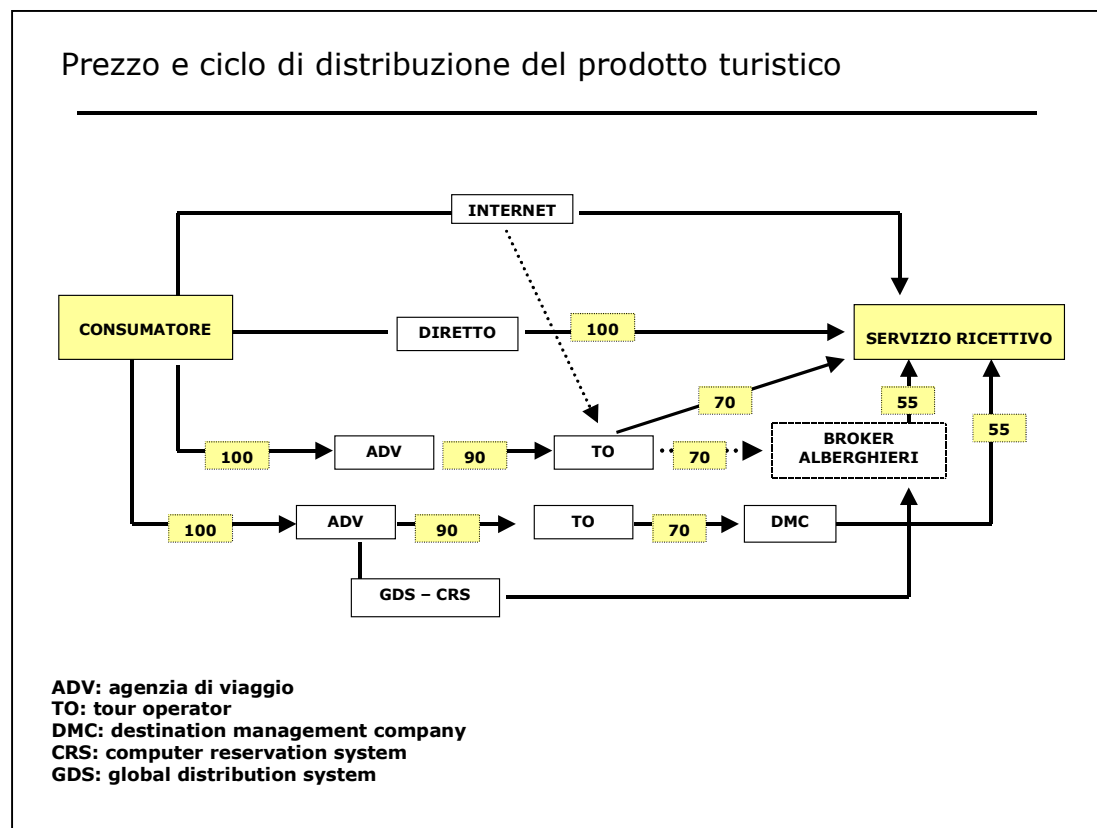 Prezzo e ciclo di distribuzione del prodotto turistico
INTERNET
CONSUMATORE
DIRETTO
100
SERVIZIO RICETTIVO
70
55
55
100
ADV
90
TO
70
BROKER
ALBERGHIERI
100
ADV
90
TO
70
DMC
GDS – CRS
ADV: agenzia di viaggio
TO: tour operator
DMC: destination management company
CRS: computer reservation system
GDS: global distribution system